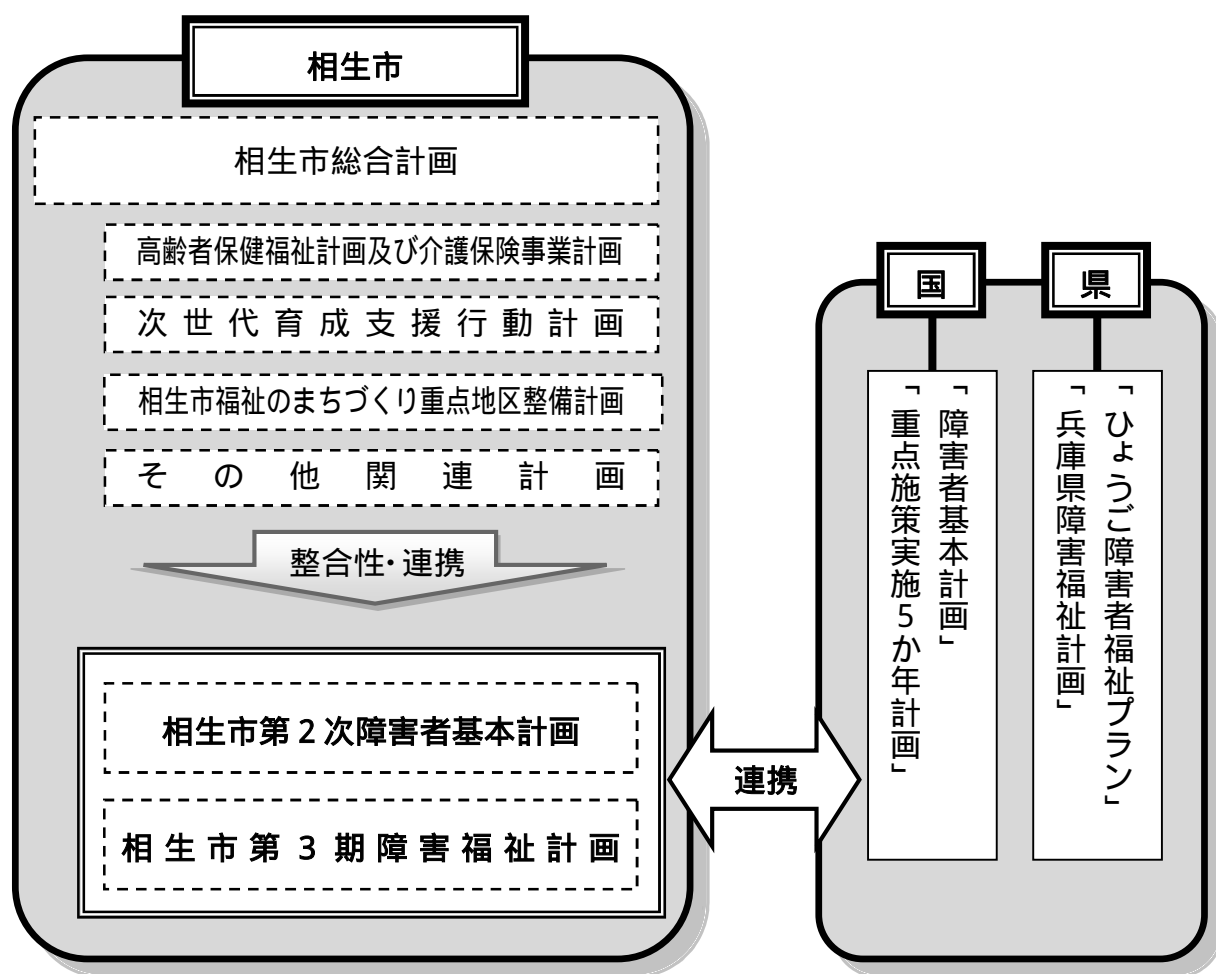 相生市
相生市総合計画
高齢者保健福祉計画及び介護保険事業計画
次世代育成支援行動計画
相生市福祉のまちづくり重点地区整備計画
その他関連計画
整合性・連携
相生市第２次障害者基本計画
相生市第３期障害福祉計画
連携
国
「障害者基本計画」
「重点施策実施５か年計画」
県
「ひょうご障害者福祉プラン」
「兵庫県障害福祉計画」